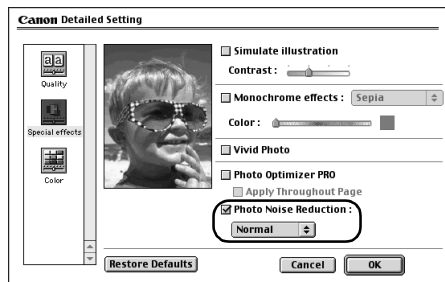 Canon Detailed Setting
aa
Quality
Special effects
Color
Simulate illustration
Contrast :
Monochrome effects : Sepia
Color :
Vivid Photo
Photo Optimizer PRO
Apply Throughout Page
Photo Noise Reduction :
Normal
Restore Defaults Cancel OK